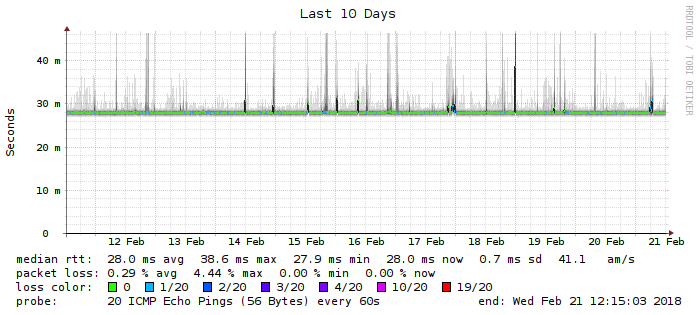 Last 10 Days
RRDTOOL / TOBI OETIKER
Seconds
40 m
30 m
20 m
10 m
0
12 Feb 13 Feb 14 Feb 15 Feb 16 Feb 17 Feb 18 Feb 19 Feb 20 Feb 21 Feb
median rtt: 28.0 ms avg 38.6 ms max 27.9 ms min 28.0 ms now 0.7 ms sd 41.1 am/s
packet loss: 0.29 % avg 4.44 % max 0.00 % min 0.00 % now
loss color: 0 1/20 2/20 3/20 4/20 10/20 19/20
probe: 20 ICMP Echo Pings (56 Bytes) every 60s end: Wed Feb 21 12:15:03 2018